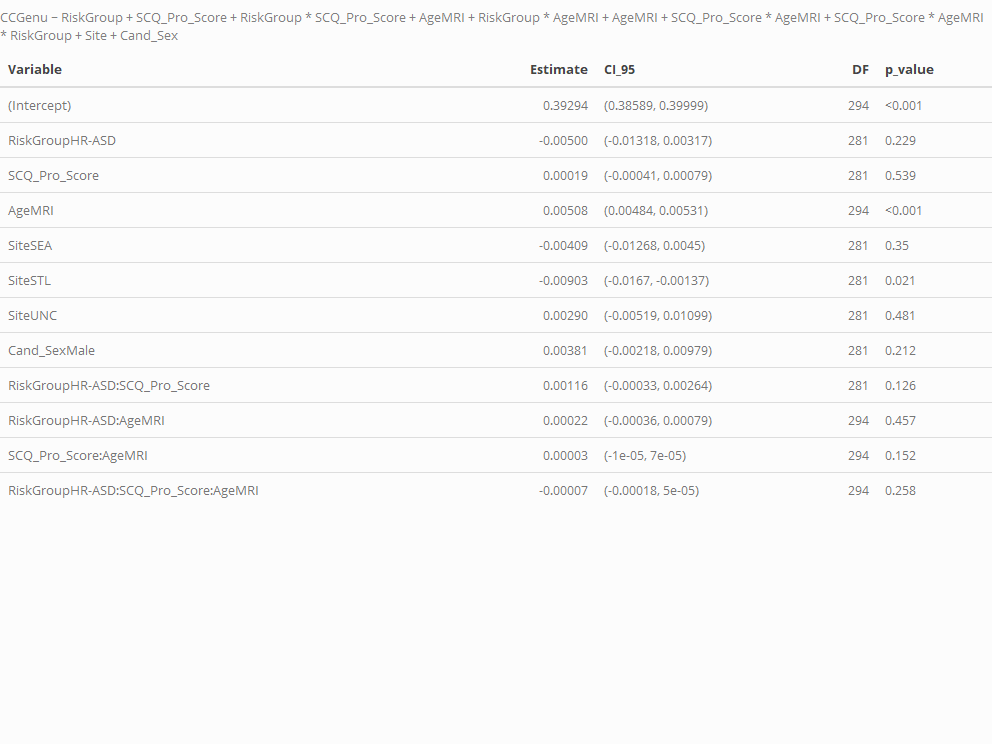 CCGenu ~ RiskGroup + SCQ_Pro_Score + RiskGroup * SCQ_Pro_Score + AgeMRI + RiskGroup * AgeMRI + AgeMRI + SCQ_Pro_Score * AgeMRI + SCQ_Pro_Score * AgeMRI
* RiskGroup + Site + Cand_Sex
Variable Estimate CI_95 DF p_value
(Intercept) 0.39294 (0.38589, 0.39999) 294 <0.001
RiskGroupHR-ASD -0.00500 (-0.01318, 0.00317) 281 0.229
SCQ_Pro_Score 0.00019 (-0.00041, 0.00079) 281 0.539
AgeMRI 0.00508 (0.00484, 0.00531) 294 <0.001
SiteSEA -0.00409 (-0.01268, 0.0045) 281 0.35
SiteSTL -0.00903 (-0.0167, -0.00137) 281 0.021
SiteUNC 0.00290 (-0.00519, 0.01099) 281 0.481
Cand_SexMale 0.00381 (-0.00218, 0.00979) 281 0.212
RiskGroupHR-ASD:SCQ_Pro_Score 0.00116 (-0.00033, 0.00264) 281 0.126
RiskGroupHR-ASD:AgeMRI 0.00022 (-0.00036, 0.00079) 294 0.457
SCQ_Pro_Score:AgeMRI 0.00003 (-1e-05, 7e-05) 294 0.152
RiskGroupHR-ASD:SCQ_Pro_Score:AgeMRI -0.00007 (-0.00018, 5e-05) 294 0.258